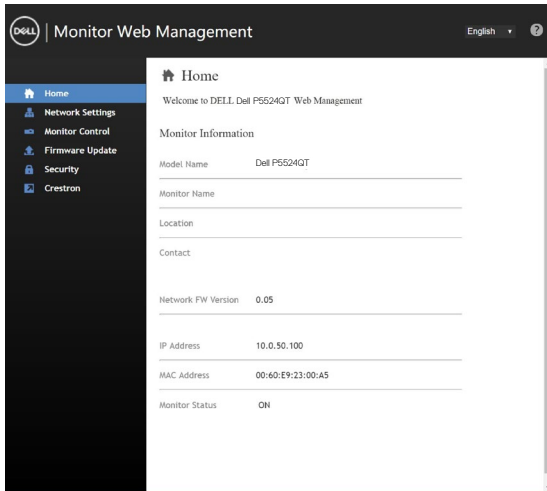 DELL Monitor Web Management
English
?
Home
Network Settings
Monitor Control
Firmware Update
Security
Crestron
Home
Welcome to DELL Dell P5524QT Web Management
Monitor Information
Model Name Dell P5524QT
Monitor Name
Location
Contact
Network FW Version 0.05
IP Address 10.0.50.100
MAC Address 00:60:E9:23:00:A5
Monitor Status ON